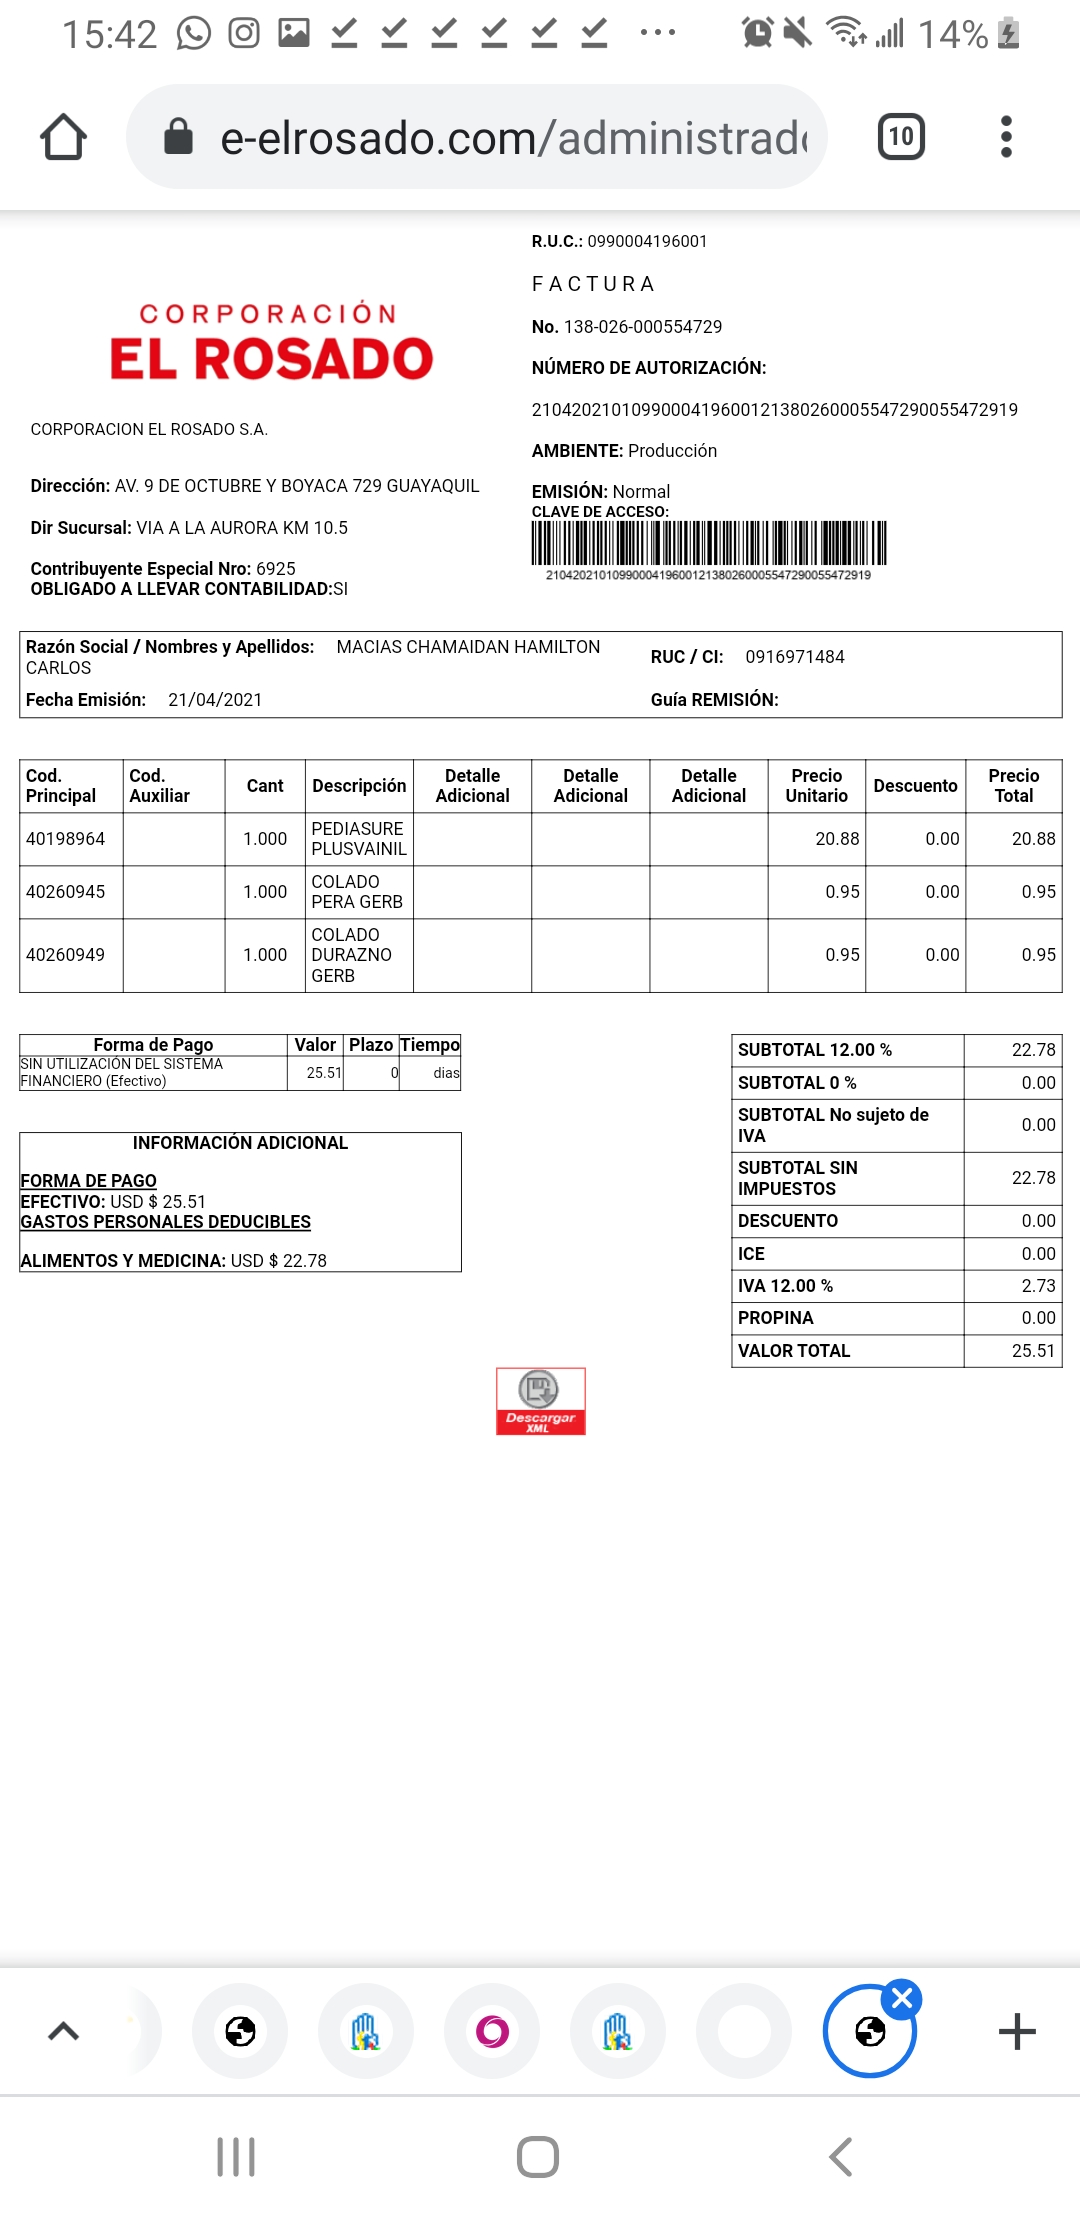 15:42
14%
e-elrosado.com/administrad
10
CORPORACIÓN
EL ROSADO
CORPORACION EL ROSADO S.A.
Dirección: AV. 9 DE OCTUBRE Y BOYACA 729 GUAYAQUIL
Dir Sucursal: VIA A LA AURORA KM 10.5
Contribuyente Especial Nro: 6925
OBLIGADO A LLEVAR CONTABILIDAD:SI
R.U.C.: 0990004196001
FACTURA
No. 138-026-000554729
NÚMERO DE AUTORIZACIÓN:
2104202101099000419600121380260005547290055472919
AMBIENTE: Producción
EMISIÓN: Normal
CLAVE DE ACCESO:
2104202101099000419600121380260005547290055472919
Razón Social / Nombres y Apellidos: MACIAS CHAMAIDAN HAMILTON
CARLOS
RUC / CI: 0916971484
Fecha Emisión: 21/04/2021
Guía REMISIÓN:
Cod. Principal Cod. Auxiliar Cant Descripción Detalle Adicional Detalle Adicional Detalle Adicional Precio Unitario Descuento Precio Total
40198964 1.000 PEDIASURE PLUSVAINIL 20.88 0.00 20.88
40260945 1.000 COLADO PERA GERB 0.95 0.00 0.95
40260949 1.000 COLADO DURAZNO GERB 0.95 0.00 0.95
Forma de Pago Valor Plazo Tiempo
SIN UTILIZACIÓN DEL SISTEMA FINANCIERO (Efectivo) 25.51 0 dias
INFORMACIÓN ADICIONAL
FORMA DE PAGO
EFECTIVO: USD $ 25.51
GASTOS PERSONALES DEDUCIBLES
ALIMENTOS Y MEDICINA: USD $ 22.78
SUBTOTAL 12.00 % 22.78
SUBTOTAL 0 % 0.00
SUBTOTAL No sujeto de IVA 0.00
SUBTOTAL SIN IMPUESTOS 22.78
DESCUENTO 0.00
ICE 0.00
IVA 12.00 % 2.73
PROPINA 0.00
VALOR TOTAL 25.51
Descargar
XML